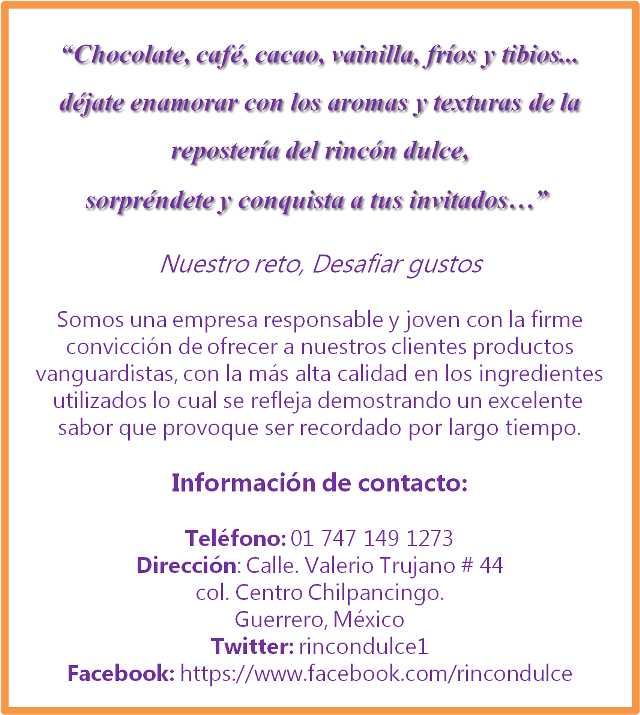 “Chocolate, café, cacao, vainilla, fríos y tibios...
déjate enamorar con los aromas y texturas de la
repostería del rincón dulce,
sorpréndete y conquista a tus invitados…”
Nuestro reto, Desafiar gustos
Somos una empresa responsable y joven con la firme
convicción de ofrecer a nuestros clientes productos
vanguardistas, con la más alta calidad en los ingredientes
utilizados lo cual se refleja demostrando un excelente
sabor que provoque ser recordado por largo tiempo.
Información de contacto:
Teléfono: 01 747 149 1273
Dirección: Calle. Valerio Trujano # 44
col. Centro Chilpancingo.
Guerrero, México
Twitter: rincondulce1
Facebook: https://www.facebook.com/rincondulce